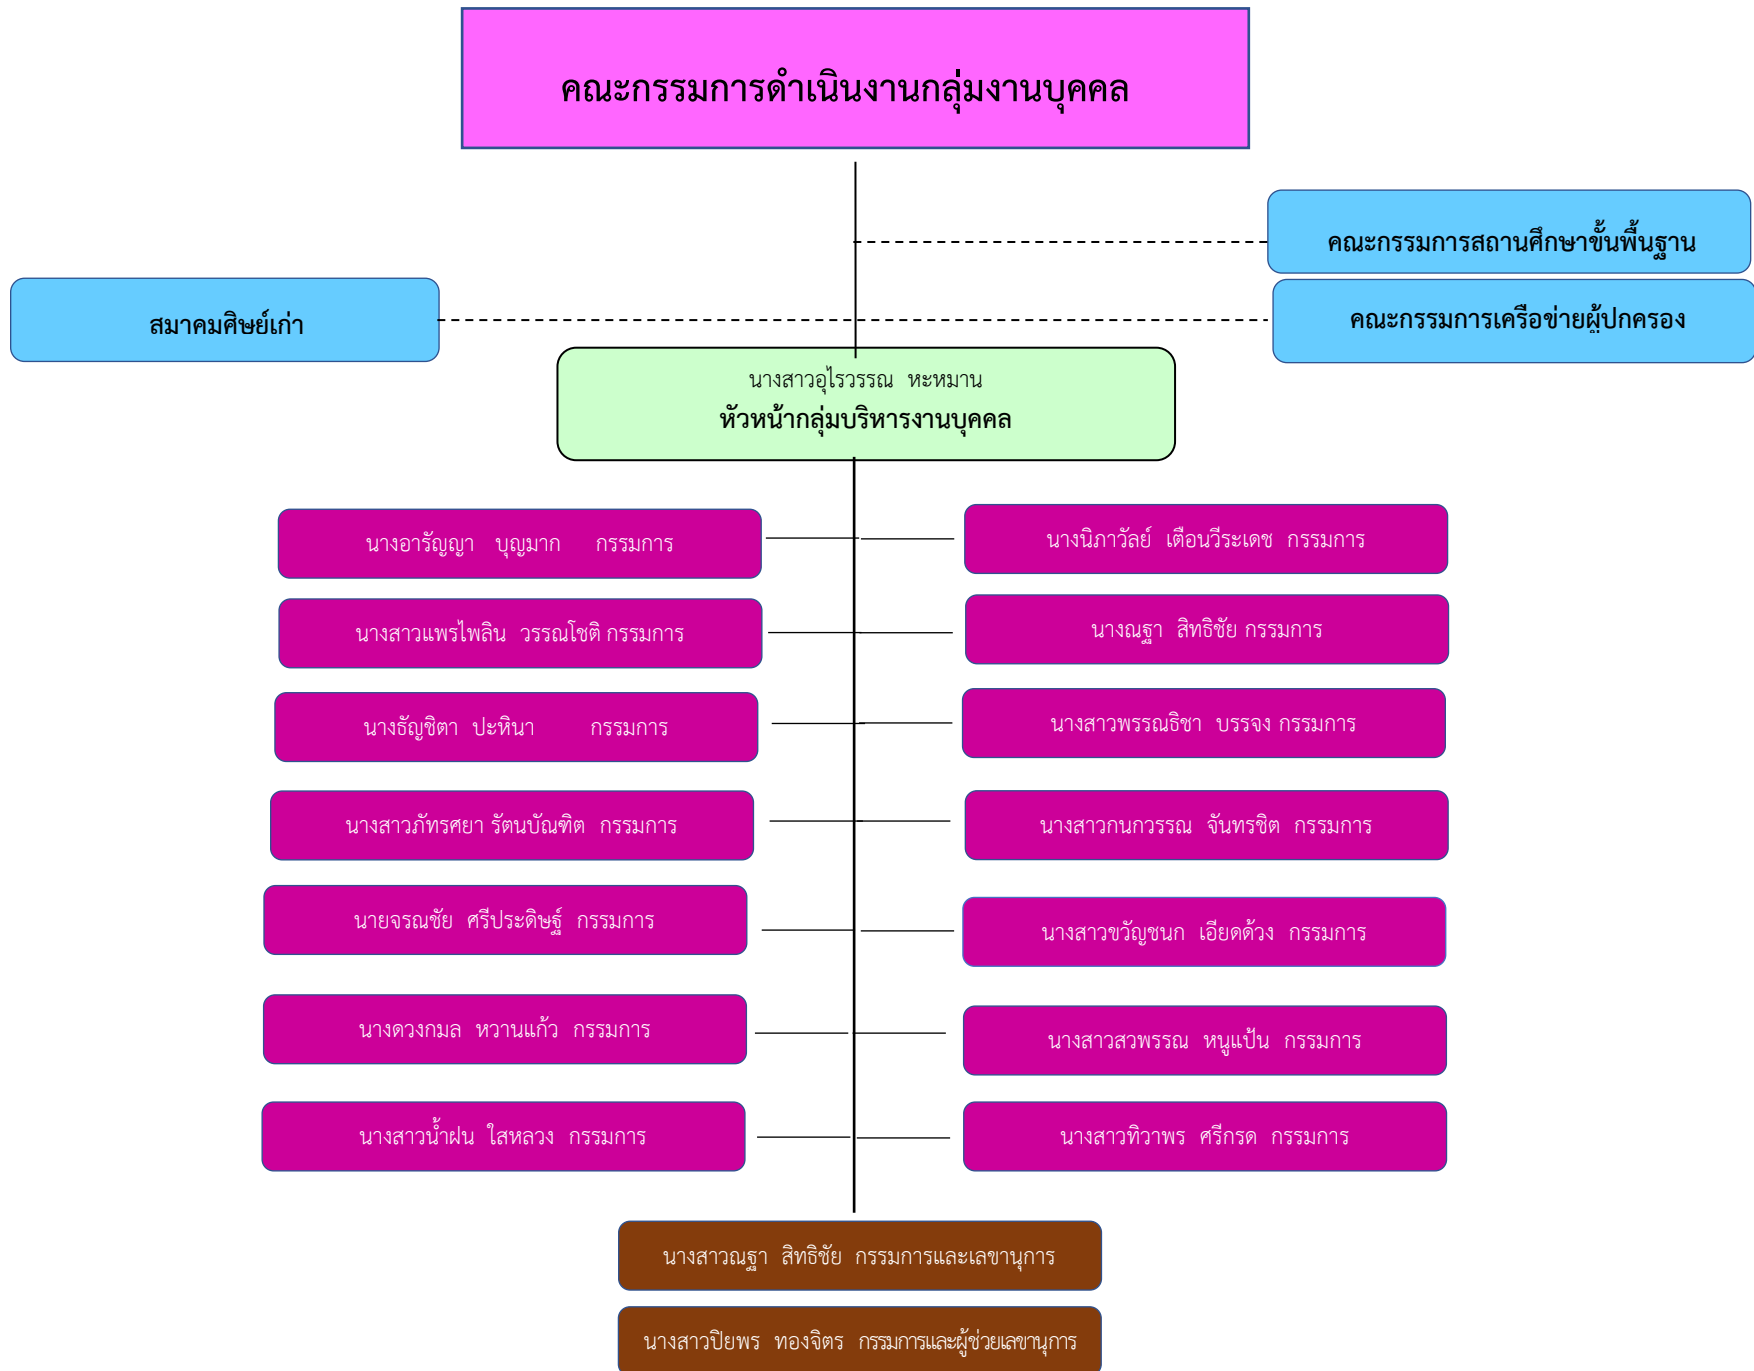 คณะกรรมการดำเนินงานกลุ่มงานบุคคล
คณะกรรมการสถานศึกษาขั้นพื้นฐาน
สมาคมศิษย์เก่า
คณะกรรมการเครือข่ายผู้ปกครอง
นางสาวอุไรวรรณ หะหมาน
หัวหน้ากลุ่มบริหารงานบุคคล
นางอารัญญา บุญมาก กรรมการ
นางนิภาวัลย์ เตือนวีระเดช กรรมการ
นางสาวแพรไพลิน วรรณโชติ กรรมการ
นางณฐา สิทธิชัย กรรมการ
นางธัญชิตา ปะหินา กรรมการ
นางสาวพรรณธิชา บรรจง กรรมการ
นางสาวภัทรศยา รัตนบัณฑิต กรรมการ
นางสาวกนกวรรณ จันทรชิต กรรมการ
นายจรณชัย ศรีประดิษฐ์ กรรมการ
นางสาวขวัญชนก เอียดด้วง กรรมการ
นางดวงกมล หวานแก้ว กรรมการ
นางสาวสวพรรณ หนูแป้น กรรมการ
นางสาวน้ำฝน ใสหลวง กรรมการ
นางสาวทิวาพร ศรีกรด กรรมการ
นางสาวณฐา สิทธิชัย กรรมการและเลขานุการ
นางสาวปิยพร ทองจิตร กรรมการและผู้ช่วยเลขานุการ